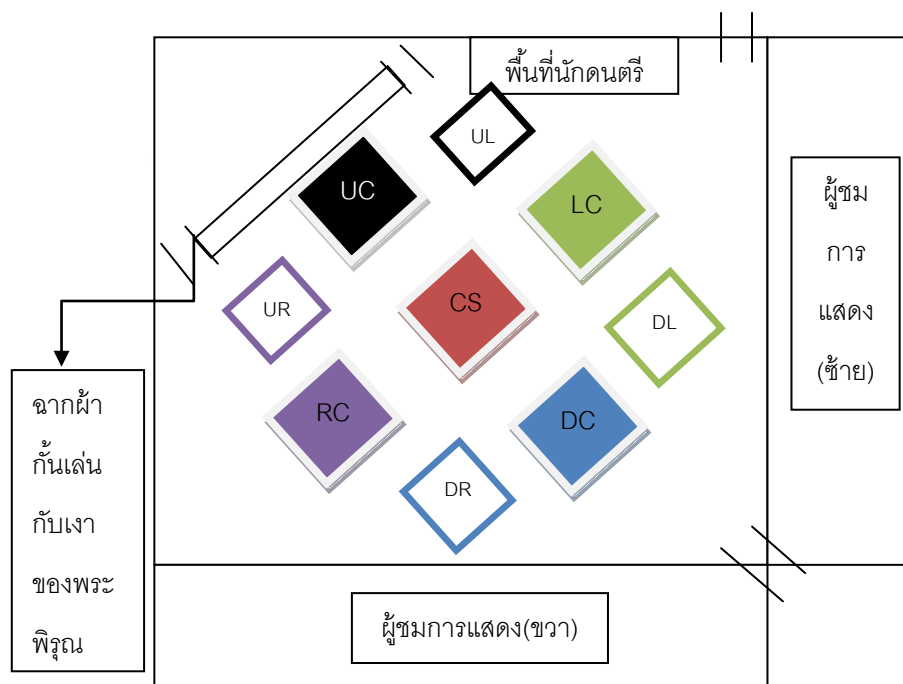 พื้นที่นักดนตรี
UL
UC
LC
ผู้ชม
การ
แสดง
(ซ้าย)
UR
CS
DL
RC
DC
DR
ฉากผ้า
กั้นเล่น
กับเงา
ของพระ
พิรุณ
ผู้ชมการแสดง(ขวา)